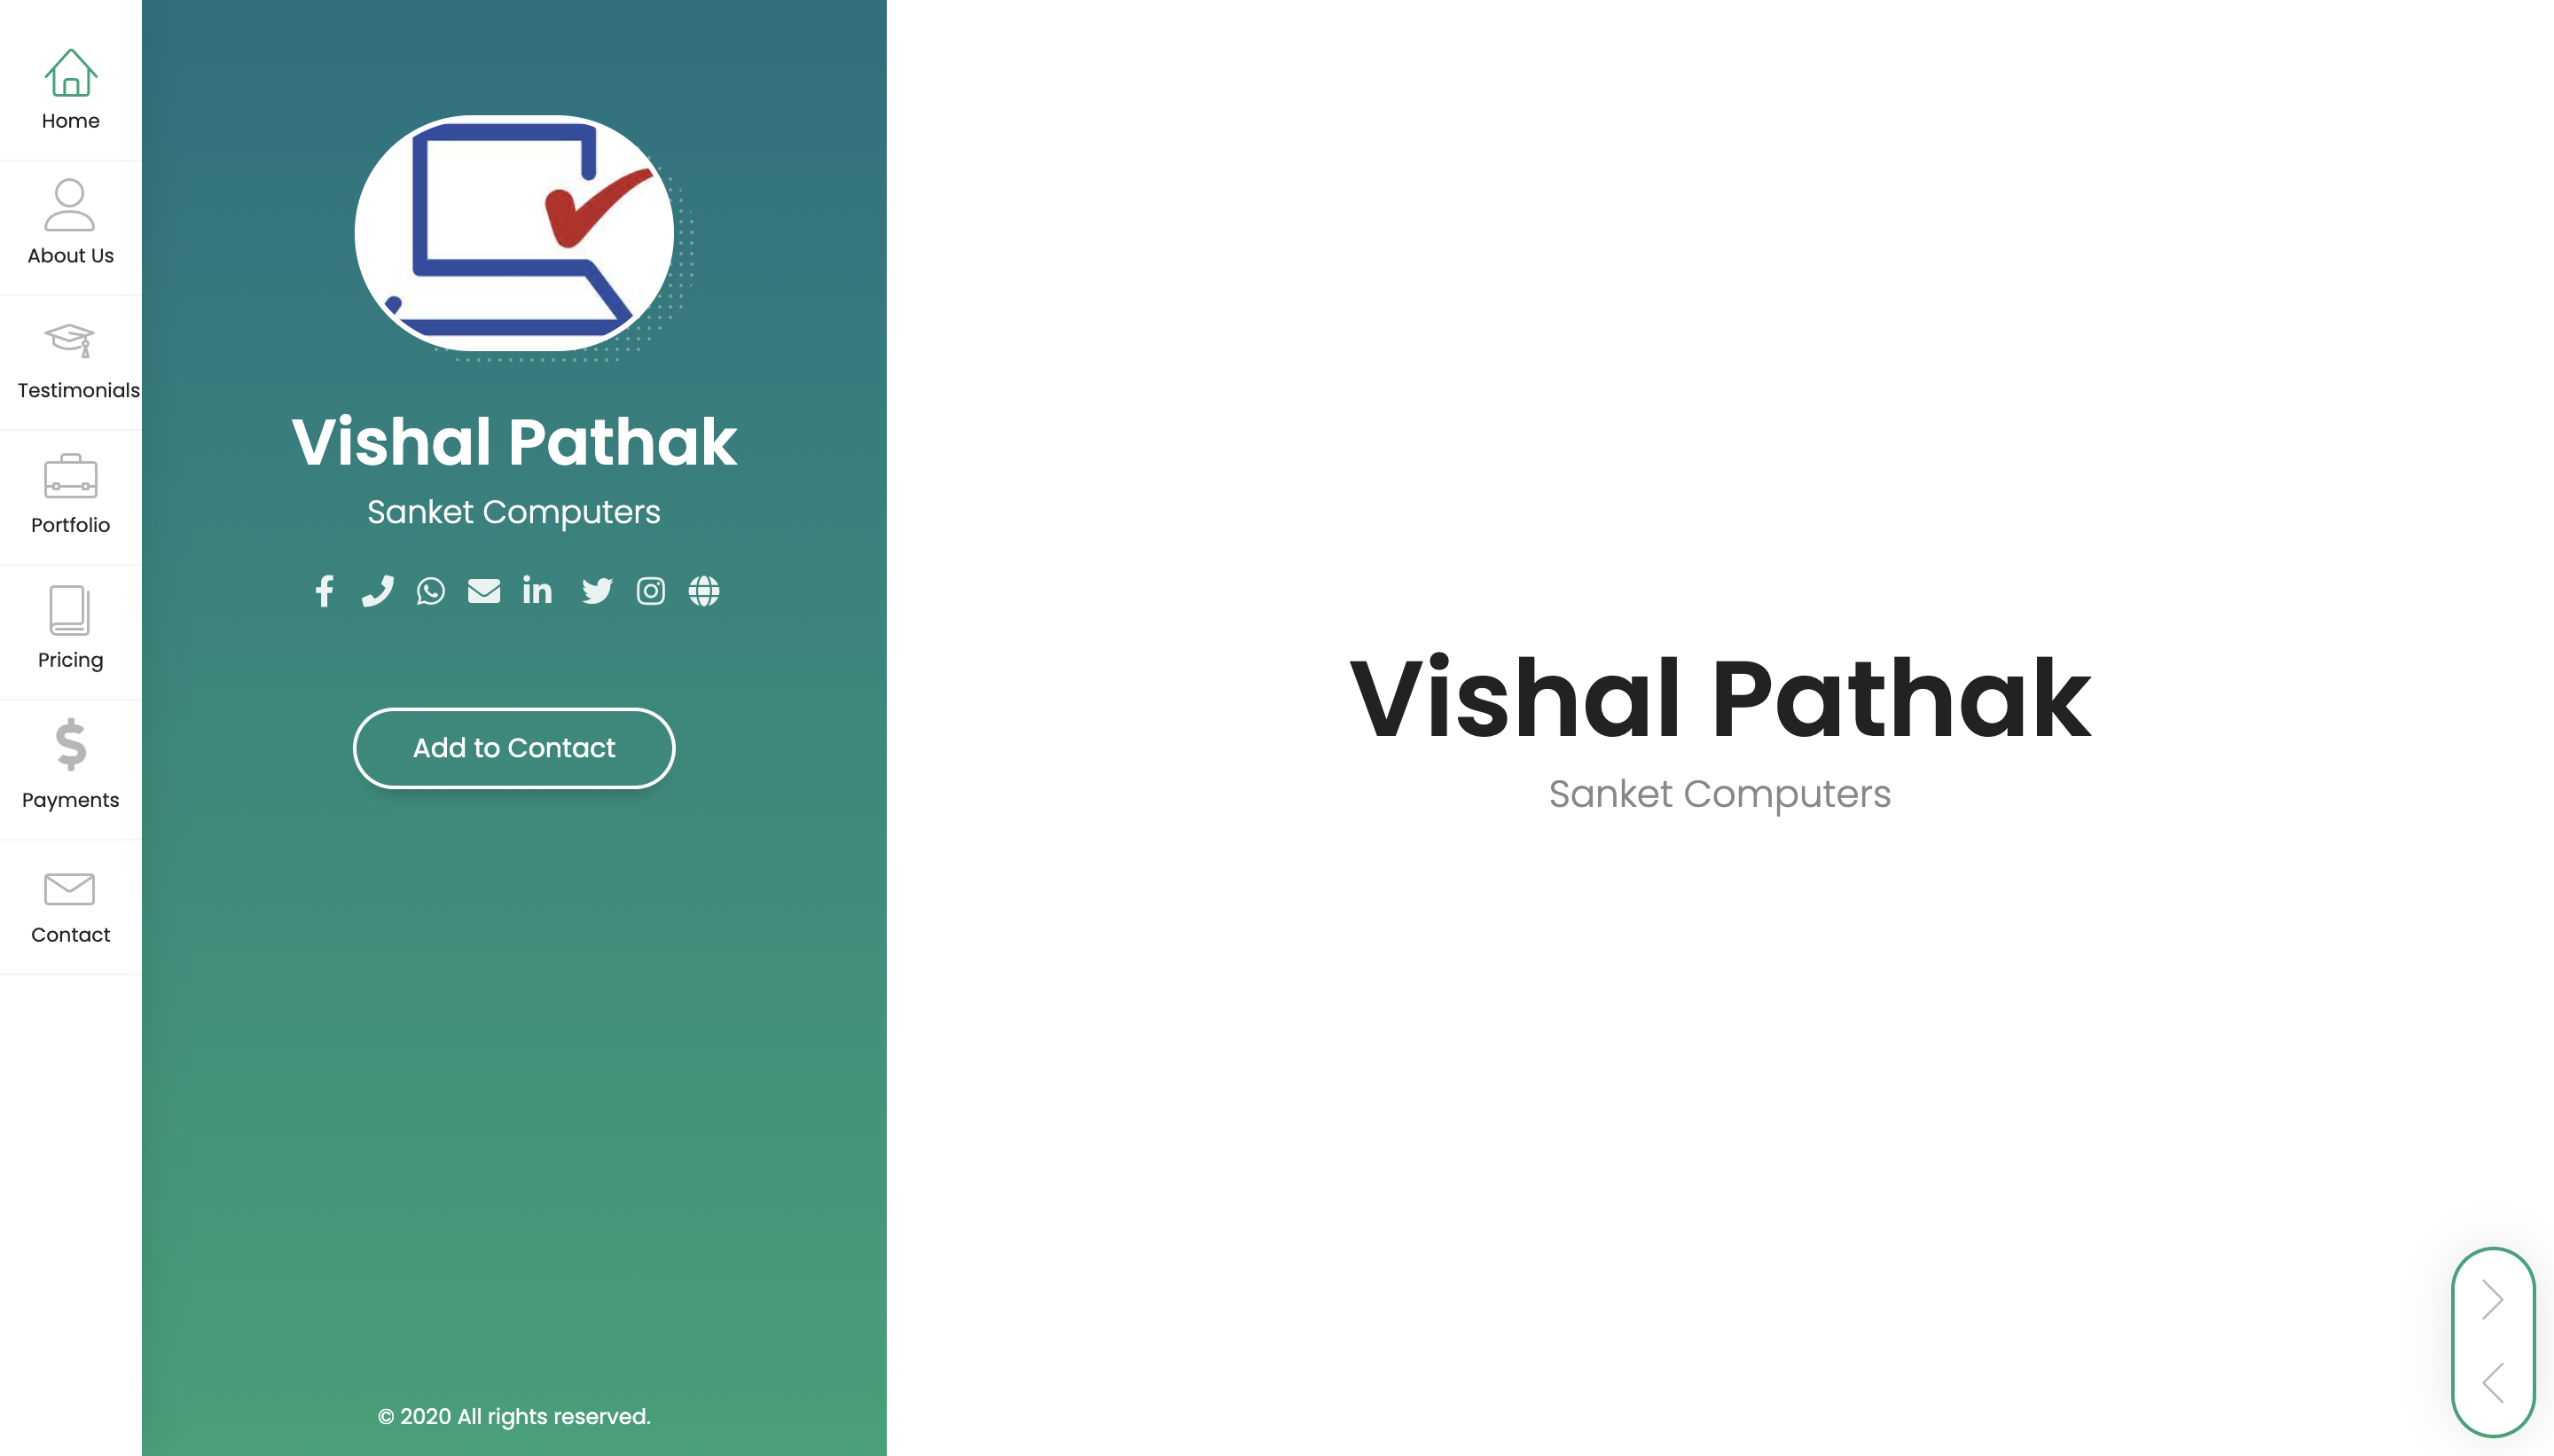 Home
About Us
Testimonials
Portfolio
Pricing
Payments
Contact
Vishal Pathak
Sanket Computers
Add to Contact
© 2020 All rights reserved.
Vishal Pathak
Sanket Computers